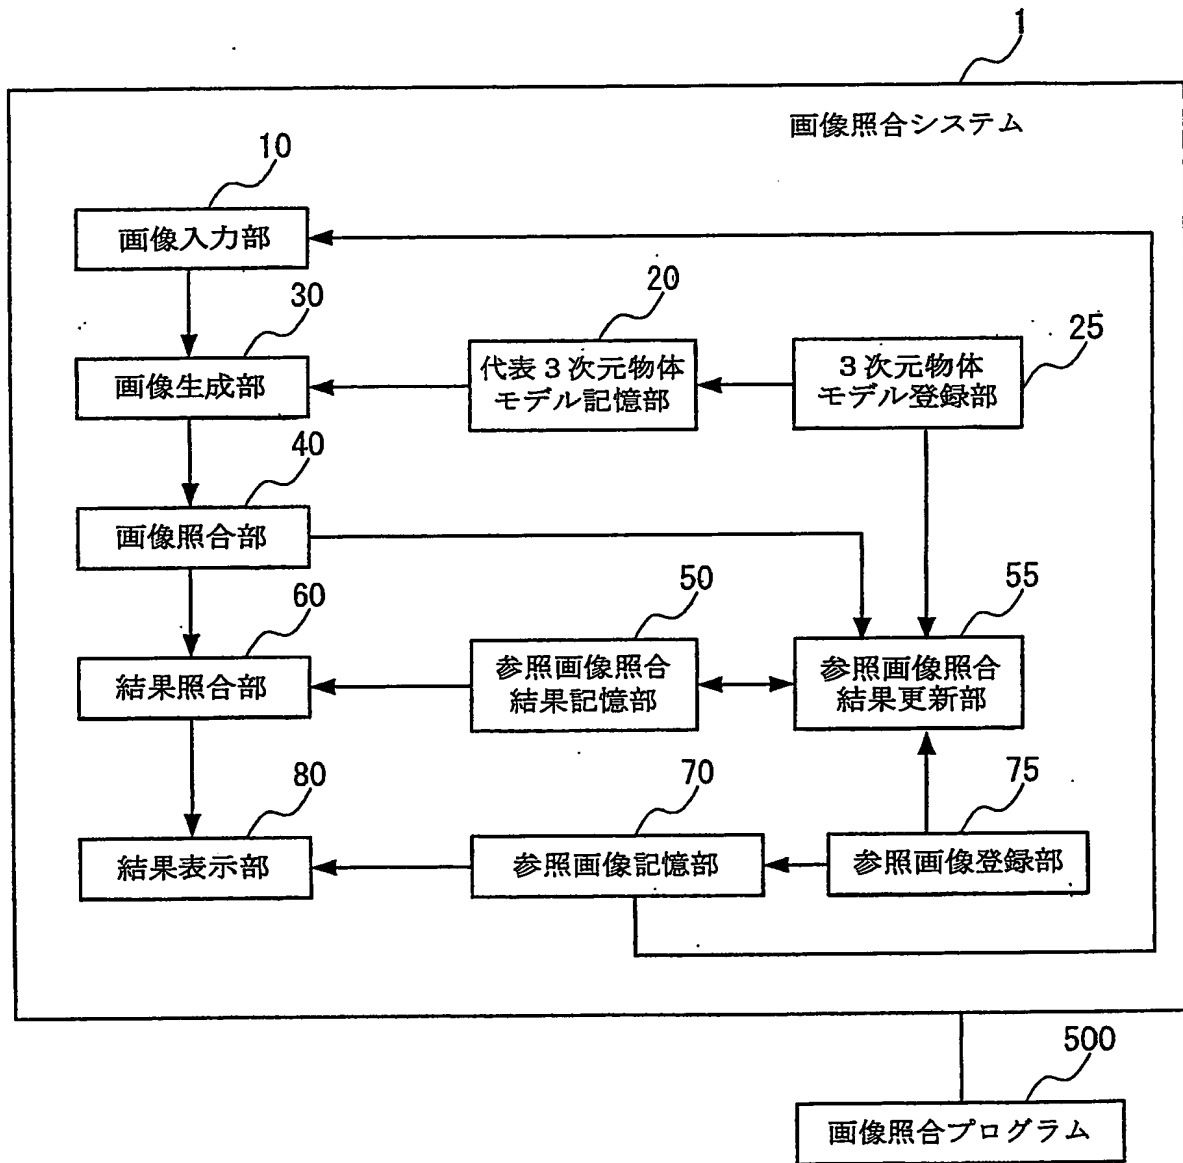 1
画像照合システム
10
画像入力部
20
30
25
画像生成部
代表3次元物体
モデル記憶部
3次元物体
モデル登録部
40
画像照合部
50
55
60
結果照合部
参照画像照合
結果記憶部
参照画像照合
結果更新部
70
75
80
結果表示部
参照画像記憶部
参照画像登録部
500
画像照合プログラム